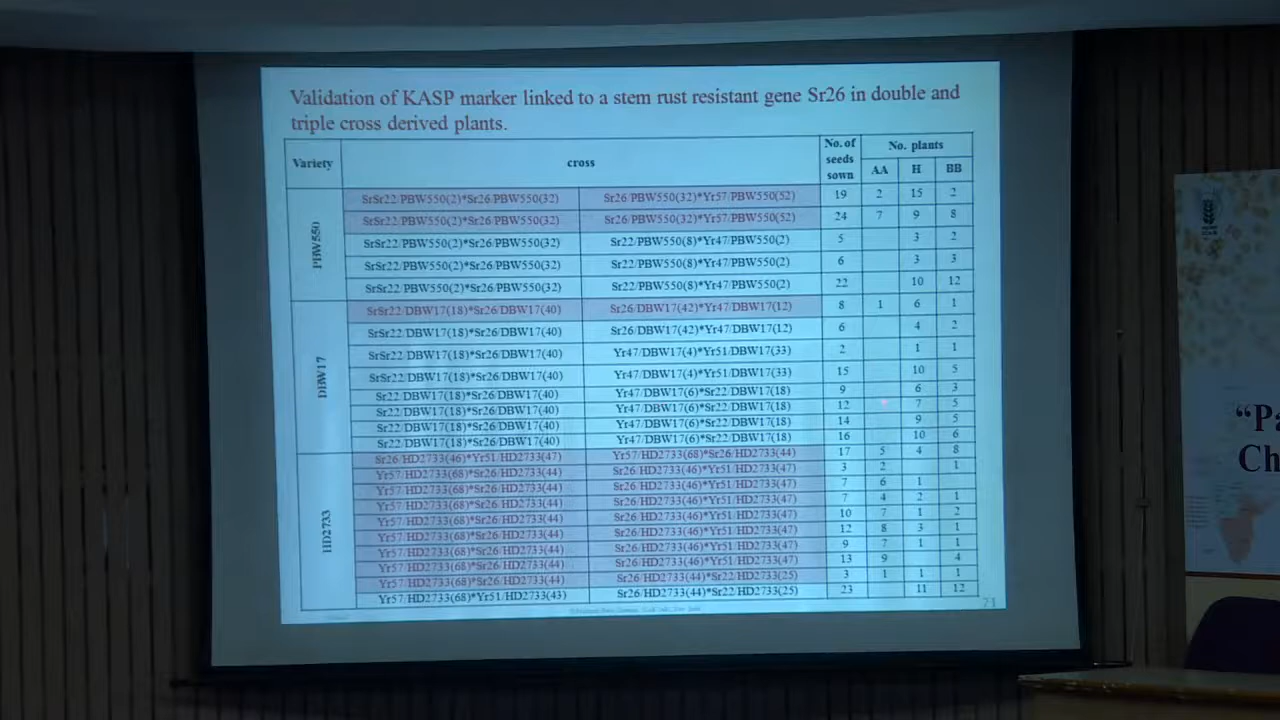 Validation of KASP marker linked to a stem rust resistant gene Sr26 in double and
triple cross derived plants.
Variety cross No. of seeds sown No. plants
AA H BB
PBW550
SrSr22/PBW550(2)*Sr26/PBW550(32) Sr26/PBW550(32)*Yr57/PBW550(52) 19 2 15 2
SrSr22/PBW550(2)*Sr26/PBW550(32) Sr26/PBW550(32)*Yr57/PBW550(52) 24 7 9 8
SrSr22/PBW550(2)*Sr26/PBW550(32) Sr22/PBW550(8)*Yr47/PBW550(2) 5 3 2
SrSr22/PBW550(2)*Sr26/PBW550(32) Sr22/PBW550(8)*Yr47/PBW550(2) 6 3 3
SrSr22/PBW550(2)*Sr26/PBW550(32) Sr22/PBW550(8)*Yr47/PBW550(2) 22 10 12
DBW17
SrSr22/DBW17(18)*Sr26/DBW17(40) Sr26/DBW17(42)*Yr47/DBW17(12) 8 1 6 1
SrSr22/DBW17(18)*Sr26/DBW17(40) Sr26/DBW17(42)*Yr47/DBW17(12) 6 4 2
SrSr22/DBW17(18)*Sr26/DBW17(40) Yr47/DBW17(4)*Yr51/DBW17(33) 2 1 1
SrSr22/DBW17(18)*Sr26/DBW17(40) Yr47/DBW17(4)*Yr51/DBW17(33) 15 10 5
Sr22/DBW17(18)*Sr26/DBW17(40) Yr47/DBW17(6)*Sr22/DBW17(18) 9 6 3
Sr22/DBW17(18)*Sr26/DBW17(40) Yr47/DBW17(6)*Sr22/DBW17(18) 12 7 5
Sr22/DBW17(18)*Sr26/DBW17(40) Yr47/DBW17(6)*Sr22/DBW17(18) 14 9 5
Sr22/DBW17(18)*Sr26/DBW17(40) Yr47/DBW17(6)*Sr22/DBW17(18) 16 10 6
HD2733
Sr26/HD2733(46)*Yr51/HD2733(47) Yr57/HD2733(68)*Sr26/HD2733(44) 17 5 4 8
Yr57/HD2733(68)*Sr26/HD2733(44) Sr26/HD2733(46)*Yr51/HD2733(47) 3 2 1
Yr57/HD2733(68)*Sr26/HD2733(44) Sr26/HD2733(46)*Yr51/HD2733(47) 7 6 1
Yr57/HD2733(68)*Sr26/HD2733(44) Sr26/HD2733(46)*Yr51/HD2733(47) 7 4 2 1
Yr57/HD2733(68)*Sr26/HD2733(44) Sr26/HD2733(46)*Yr51/HD2733(47) 10 7 1 2
Yr57/HD2733(68)*Sr26/HD2733(44) Sr26/HD2733(46)*Yr51/HD2733(47) 12 8 3 1
Yr57/HD2733(68)*Sr26/HD2733(44) Sr26/HD2733(46)*Yr51/HD2733(47) 9 7 1 1
Yr57/HD2733(68)*Sr26/HD2733(44) Sr26/HD2733(46)*Yr51/HD2733(47) 13 9 4
Yr57/HD2733(68)*Sr26/HD2733(44) Sr26/HD2733(44)*Sr22/HD2733(25) 3 1 1 1
Yr57/HD2733(68)*Yr51/HD2733(43) Sr26/HD2733(44)*Sr22/HD2733(25) 23 11 12
“Pa
Ch